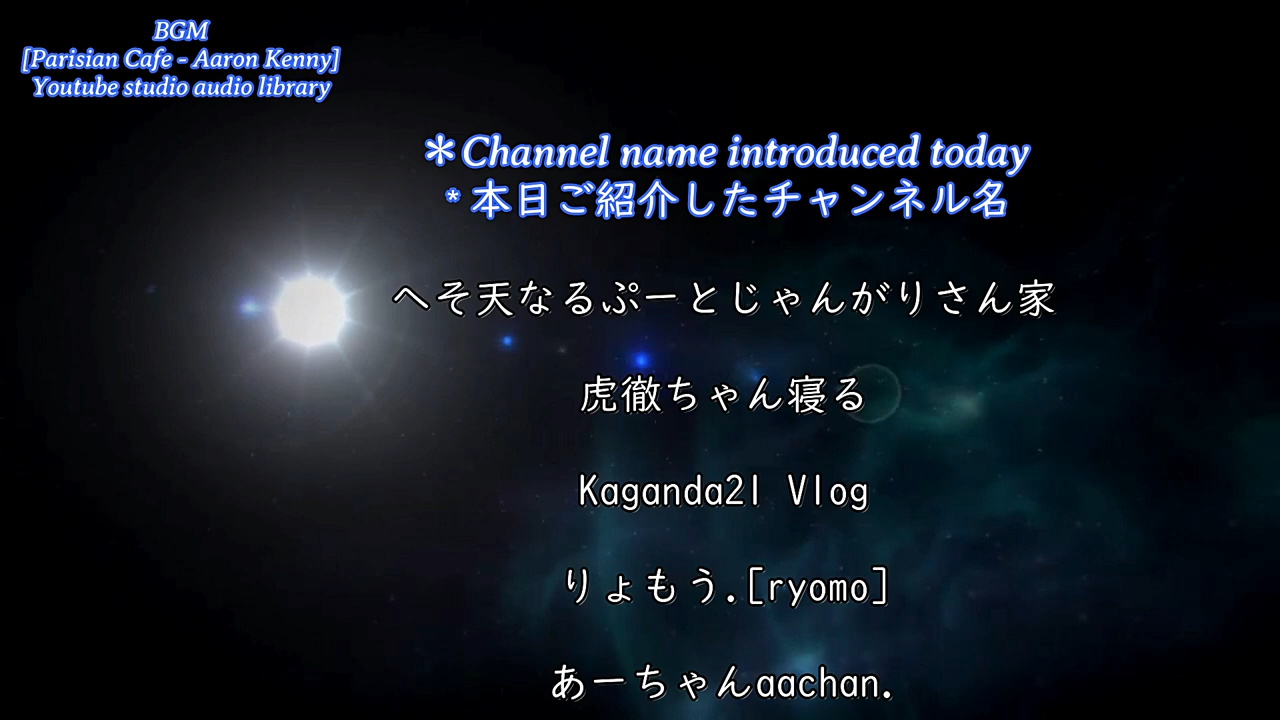 BGM
[Parisian Cafe - Aaron Kenny]
Youtube studio audio library
＊Channel name introduced today
*本日ご紹介したチャンネル名
へそ天なるぷーとじゃんがりさん家
虎徹ちゃん寝る
Kaganda21 Vlog
りょもう.[ryomo]
あーちゃんaachan.